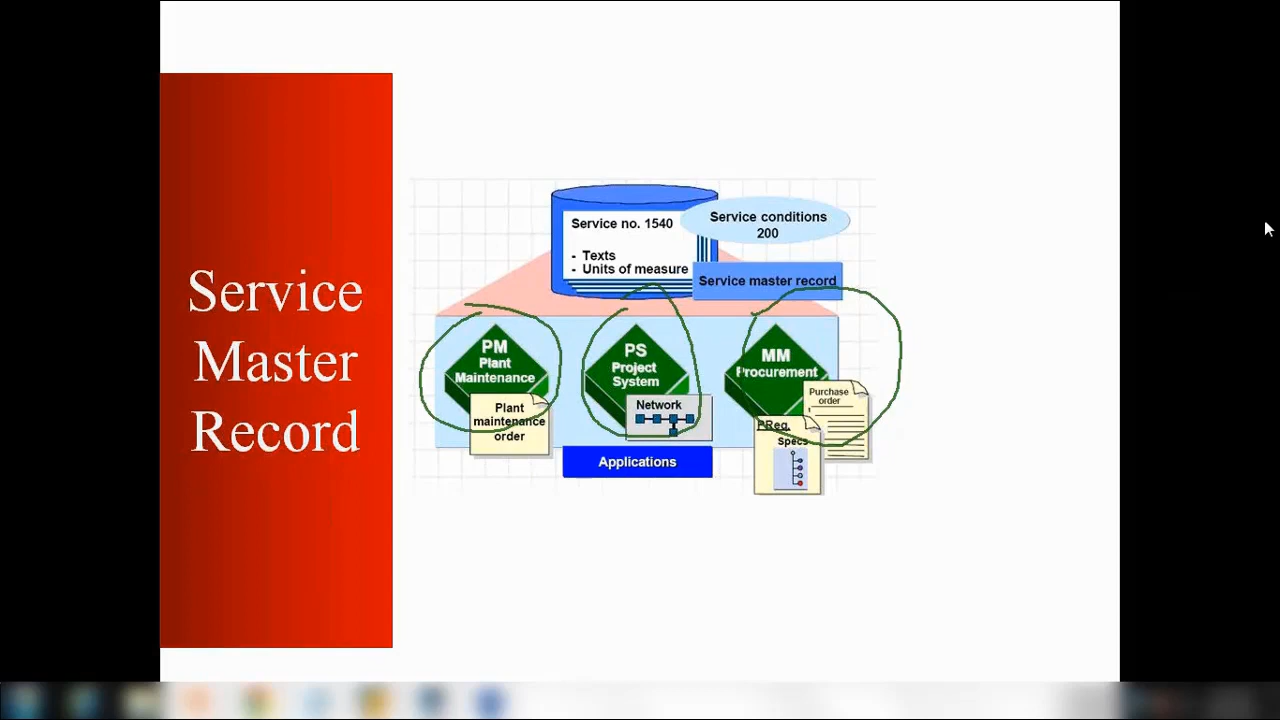 Service
Master
Record
Service no. 1540
- Texts
- Units of measure
Service conditions
200
Service master record
PM
Plant
Maintenance
Plant
maintenance
order
PS
Project
System
Network
MM
Procurement
Purchase
order
PReq.
Specs
Applications